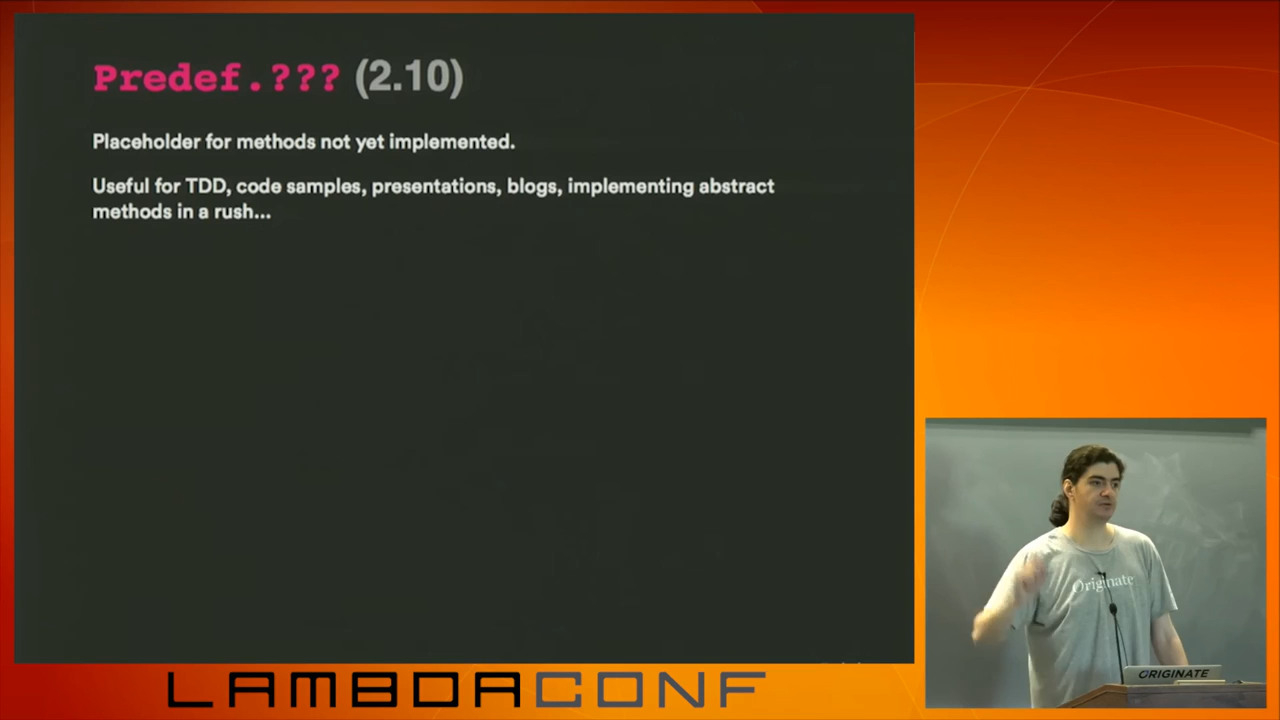 Predef.??? (2.10)
Placeholder for methods not yet implemented.
Useful for TDD, code samples, presentations, blogs, implementing abstract
methods in a rush...
Originate
ORIGINATE
LAMBDACONF